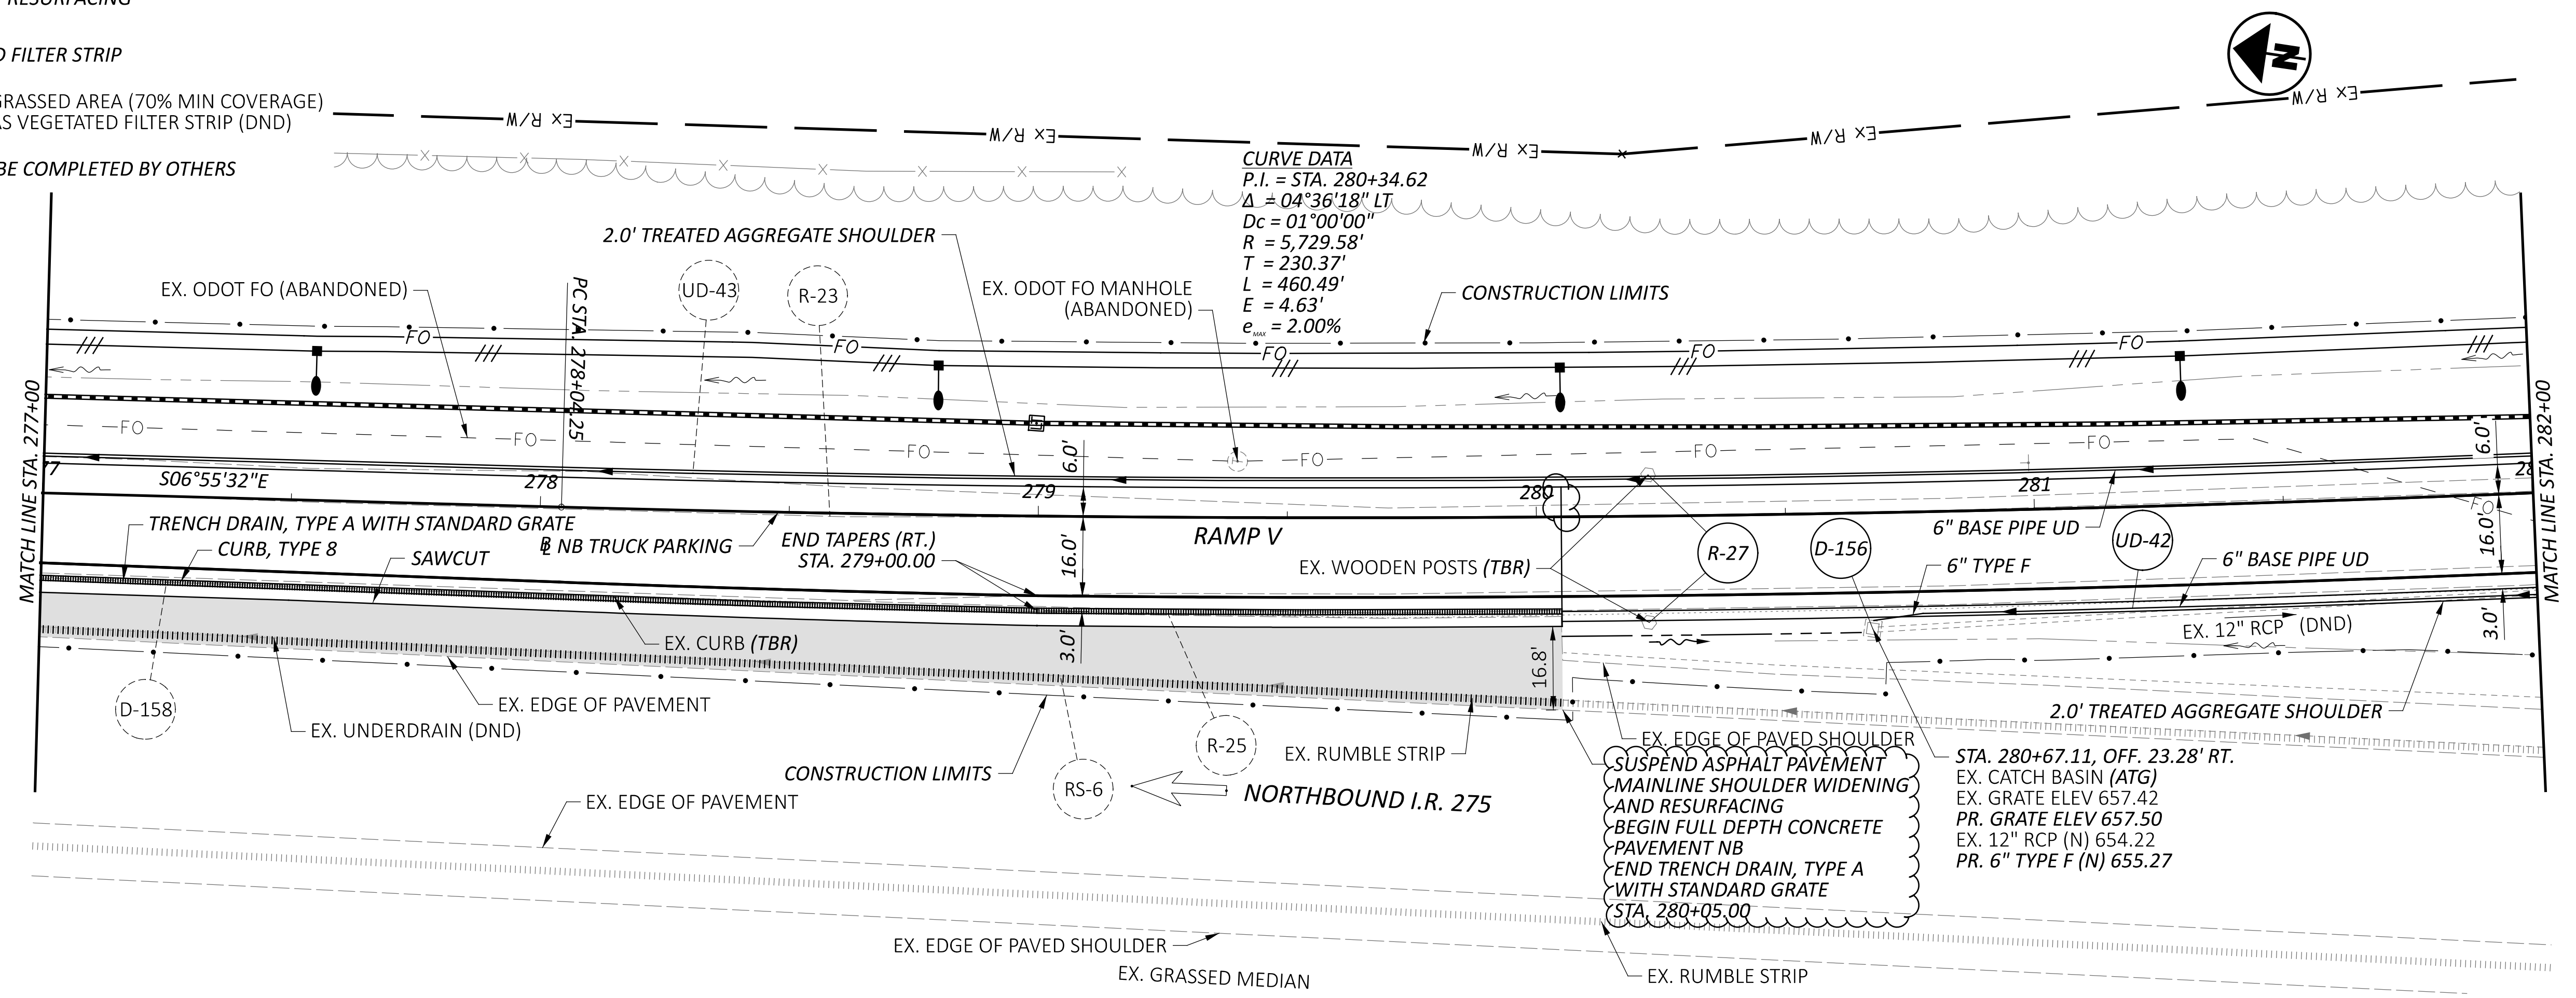 RESURFACING
FILTER STRIP
GRASSED AREA (70% MIN COVERAGE)
AS VEGETATED FILTER STRIP (DND)
BE COMPLETED BY OTHERS
N
Ex R/W
Ex R/W
Ex R/W
Ex R/W
Ex R/W
CURVE DATA
P.I. = STA. 280+34.62
Δ = 04°36'18" LT
Dc = 01°00'00"
R = 5,729.58'
T = 230.37'
L = 460.49'
E = 4.63'
eMAX = 2.00%
2.0' TREATED AGGREGATE SHOULDER
EX. ODOT FO (ABANDONED)
PC STA. 278+04.25
UD-43
R-23
EX. ODOT FO MANHOLE
(ABANDONED)
CONSTRUCTION LIMITS
FO
FO
FO
FO
FO
FO
FO
FO
FO
FO
FO
FO
MATCH LINE STA. 277+00
MATCH LINE STA. 282+00
S06°55'32"E
278
279
280
281
6.0'
16.0'
3.0'
6.0'
16.0'
3.0'
TRENCH DRAIN, TYPE A WITH STANDARD GRATE
CURB, TYPE 8
SAWCUT
NB TRUCK PARKING
END TAPERS (RT.)
STA. 279+00.00
RAMP V
EX. WOODEN POSTS (TBR)
R-27
D-156
UD-42
6" BASE PIPE UD
6" TYPE F
6" BASE PIPE UD
EX. 12" RCP (DND)
EX. CURB (TBR)
16.8'
D-158
EX. EDGE OF PAVEMENT
EX. UNDERDRAIN (DND)
CONSTRUCTION LIMITS
RS-6
R-25
EX. RUMBLE STRIP
NORTHBOUND I.R. 275
EX. EDGE OF PAVED SHOULDER
2.0' TREATED AGGREGATE SHOULDER
SUSPEND ASPHALT PAVEMENT
MAINLINE SHOULDER WIDENING
AND RESURFACING
BEGIN FULL DEPTH CONCRETE
PAVEMENT NB
END TRENCH DRAIN, TYPE A
WITH STANDARD GRATE
STA. 280+05.00
STA. 280+67.11, OFF. 23.28' RT.
EX. CATCH BASIN (ATG)
EX. GRATE ELEV 657.42
PR. GRATE ELEV 657.50
EX. 12" RCP (N) 654.22
PR. 6" TYPE F (N) 655.27
EX. EDGE OF PAVEMENT
EX. EDGE OF PAVED SHOULDER
EX. GRASSED MEDIAN
EX. RUMBLE STRIP